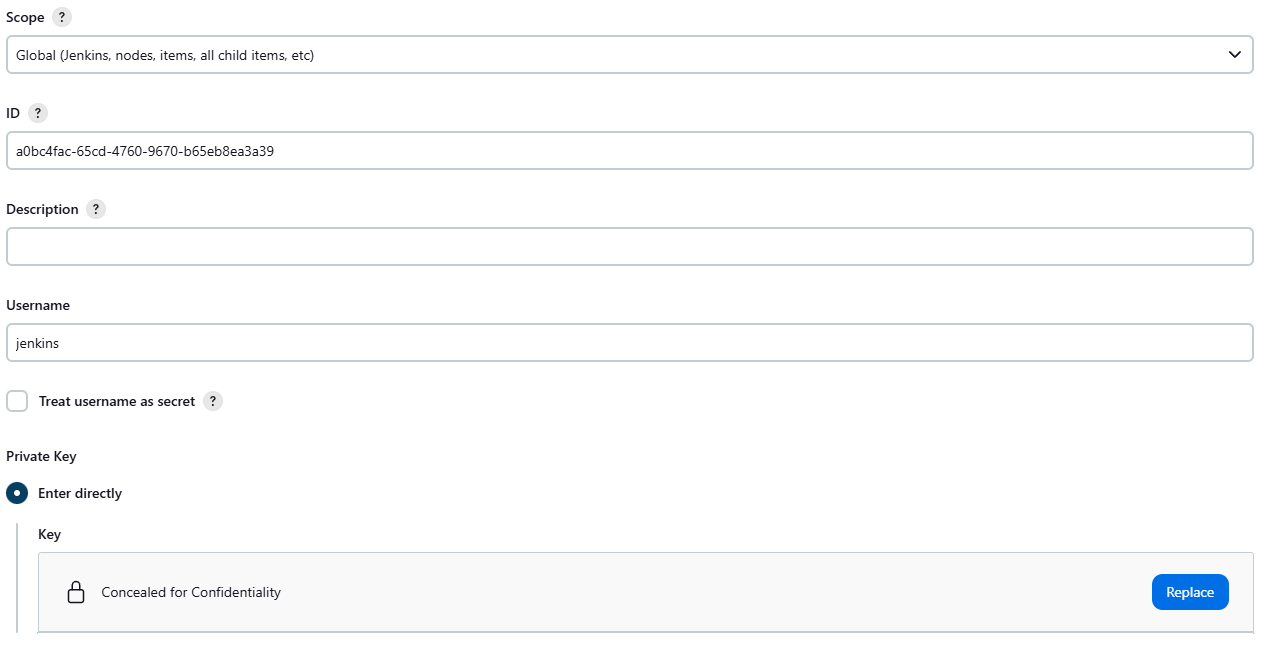 Scope ?
Global (Jenkins, nodes, items, all child items, etc)
ID ?
a0bc4fac-65cd-4760-9670-b65eb8ea3a39
Description ?
Username
jenkins
Treat username as secret ?
Private Key
Enter directly
Key
Concealed for Confidentiality
Replace